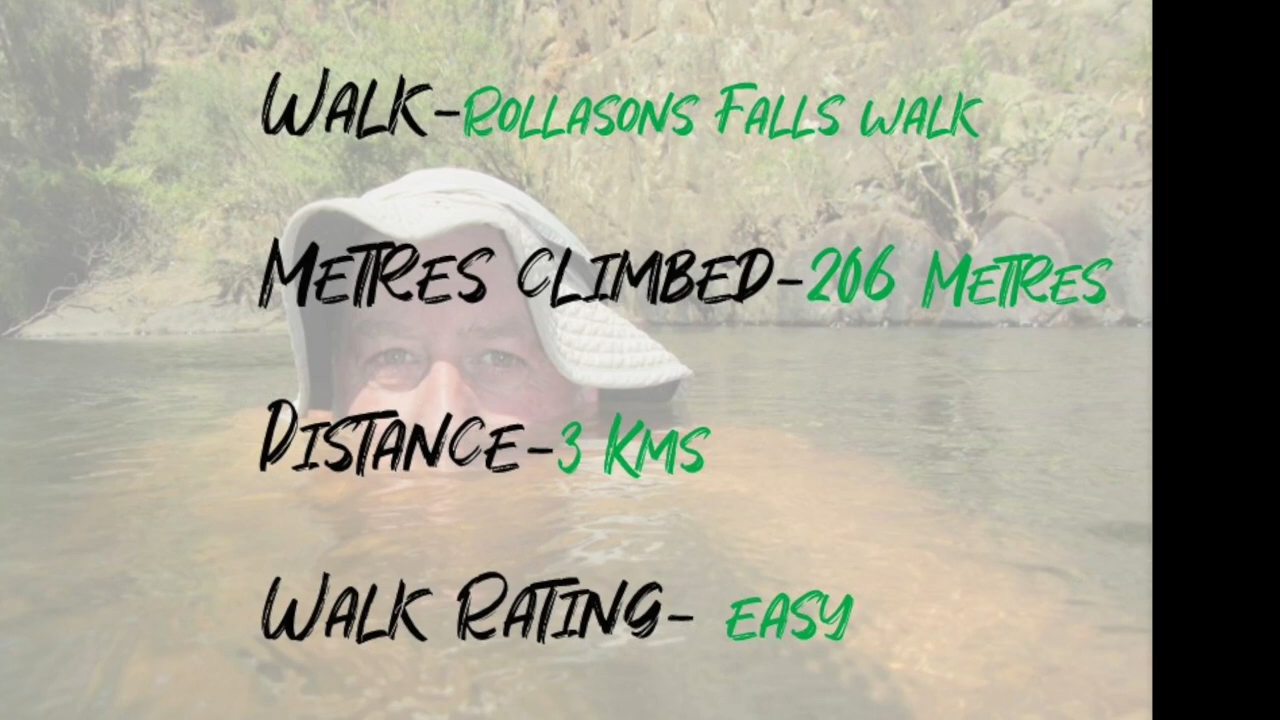 Walk-Rollasons Falls walk
Metres climbed-206 Metres
Distance-3 Kms
Walk Rating- easy